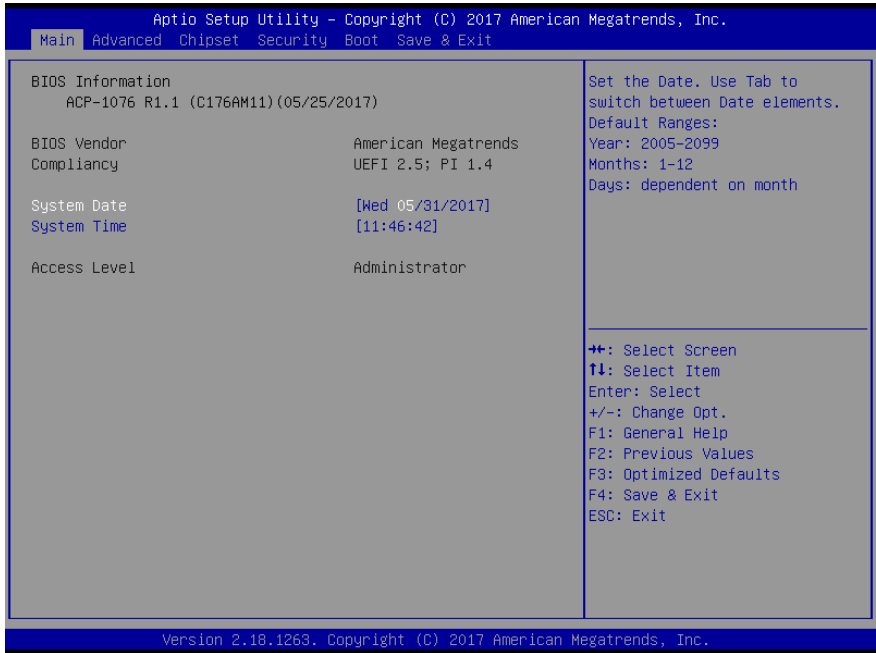 Aptio Setup Utility – Copyright (C) 2017 American Megatrends, Inc.
Main Advanced Chipset Security Boot Save & Exit
BIOS Information
ACP-1076 R1.1 (C176AM11)(05/25/2017)
BIOS Vendor American Megatrends
Compliancy UEFI 2.5; PI 1.4
System Date [Wed 05/31/2017]
System Time [11:46:42]
Access Level Administrator
Set the Date. Use Tab to
switch between Date elements.
Default Ranges:
Year: 2005-2099
Months: 1-12
Days: dependent on month
→←: Select Screen
↑↓: Select Item
Enter: Select
+/-: Change Opt.
F1: General Help
F2: Previous Values
F3: Optimized Defaults
F4: Save & Exit
ESC: Exit
Version 2.18.1263. Copyright (C) 2017 American Megatrends, Inc.